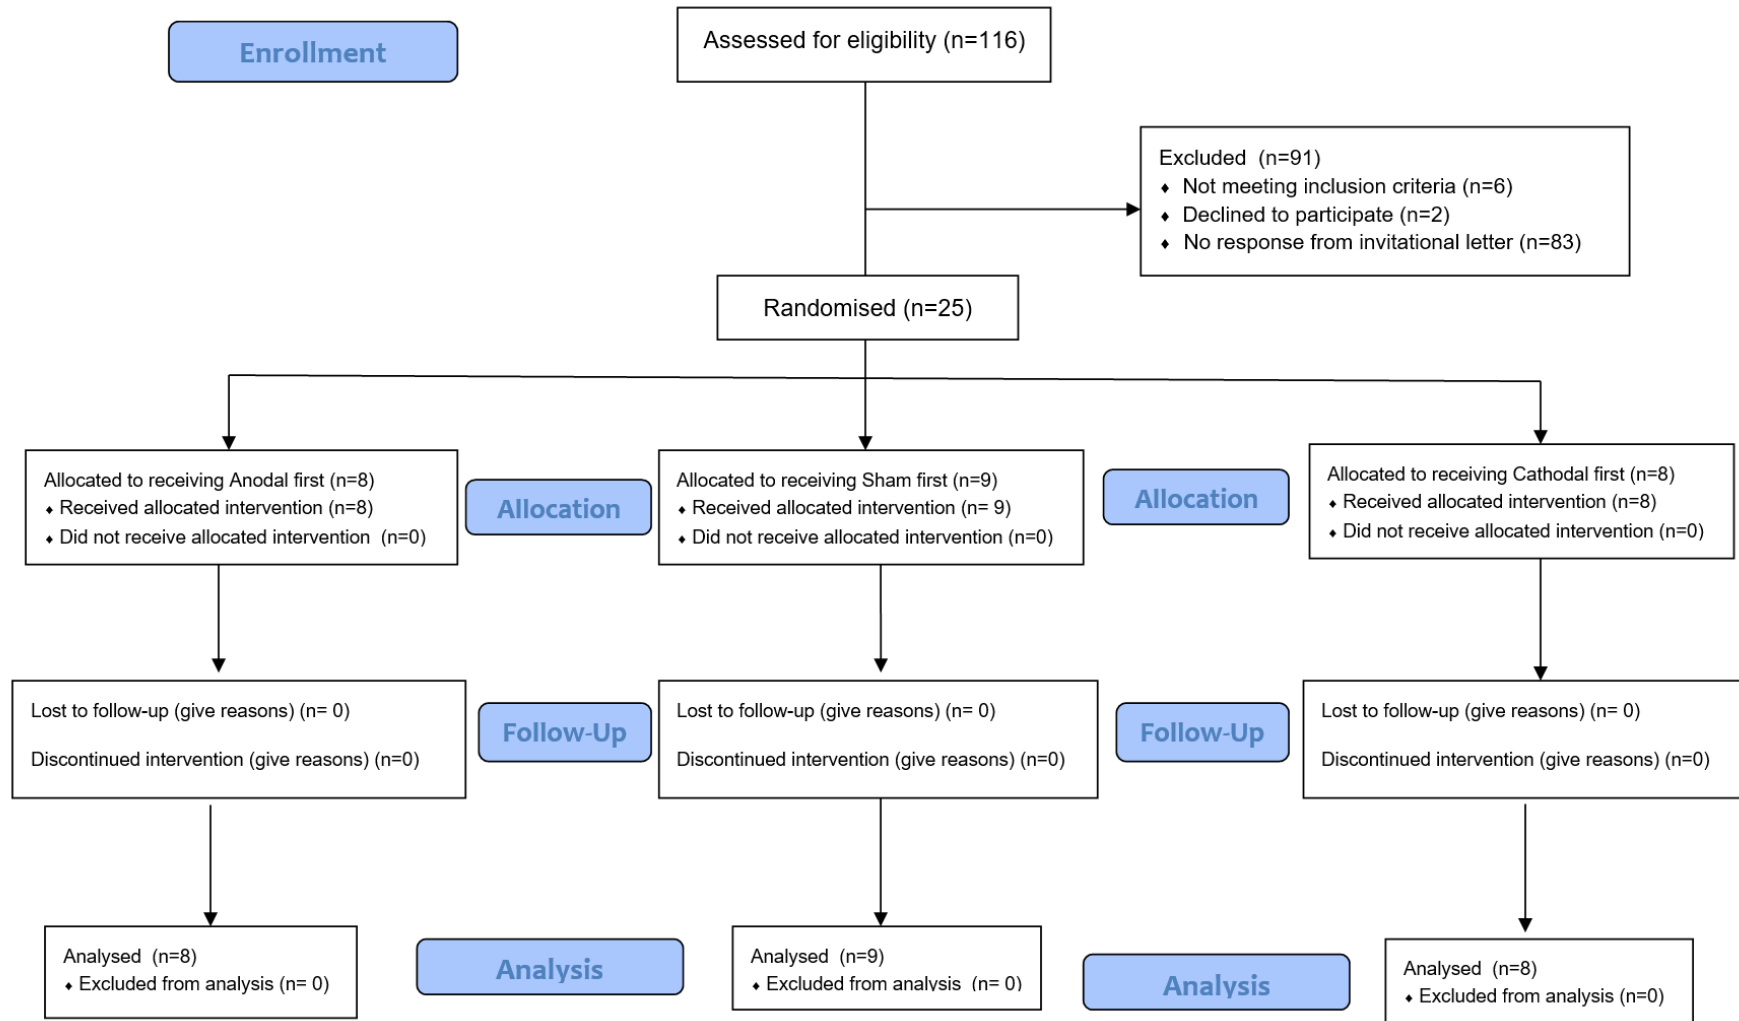 Enrollment
Assessed for eligibility (n=116)
Excluded (n=91)
⬧ Not meeting inclusion criteria (n=6)
⬧ Declined to participate (n=2)
⬧ No response from invitational letter (n=83)
Randomised (n=25)
Allocated to receiving Anodal first (n=8)
⬧ Received allocated intervention (n=8)
⬧ Did not receive allocated intervention (n=0)
Allocation
Allocated to receiving Sham first (n=9)
⬧ Received allocated intervention (n= 9)
⬧ Did not receive allocated intervention (n=0)
Allocation
Allocated to receiving Cathodal first (n=8)
⬧ Received allocated intervention (n=8)
⬧ Did not receive allocated intervention (n=0)
Lost to follow-up (give reasons) (n= 0)
Discontinued intervention (give reasons) (n=0)
Follow-Up
Lost to follow-up (give reasons) (n= 0)
Discontinued intervention (give reasons) (n=0)
Follow-Up
Lost to follow-up (give reasons) (n= 0)
Discontinued intervention (give reasons) (n=0)
Analysed (n=8)
⬧ Excluded from analysis (n= 0)
Analysis
Analysed (n=9)
⬧ Excluded from analysis (n= 0)
Analysis
Analysed (n=8)
⬧ Excluded from analysis (n=0)